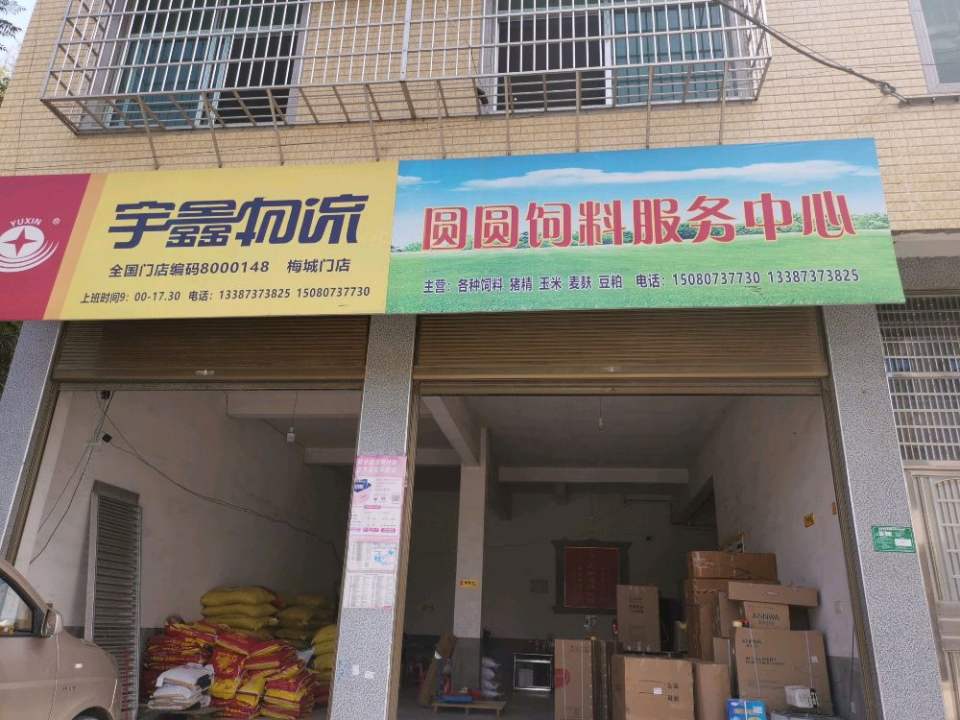 YUXIN®
宇鑫物流
全国门店编码8000148 梅城门店
上班时间9：00-17.30 电话：13387373825 15080737730
圆圆饲料服务中心
主营：各种饲料 猪精 玉米 麦麸 豆粕 电话：15080737730 13387373825